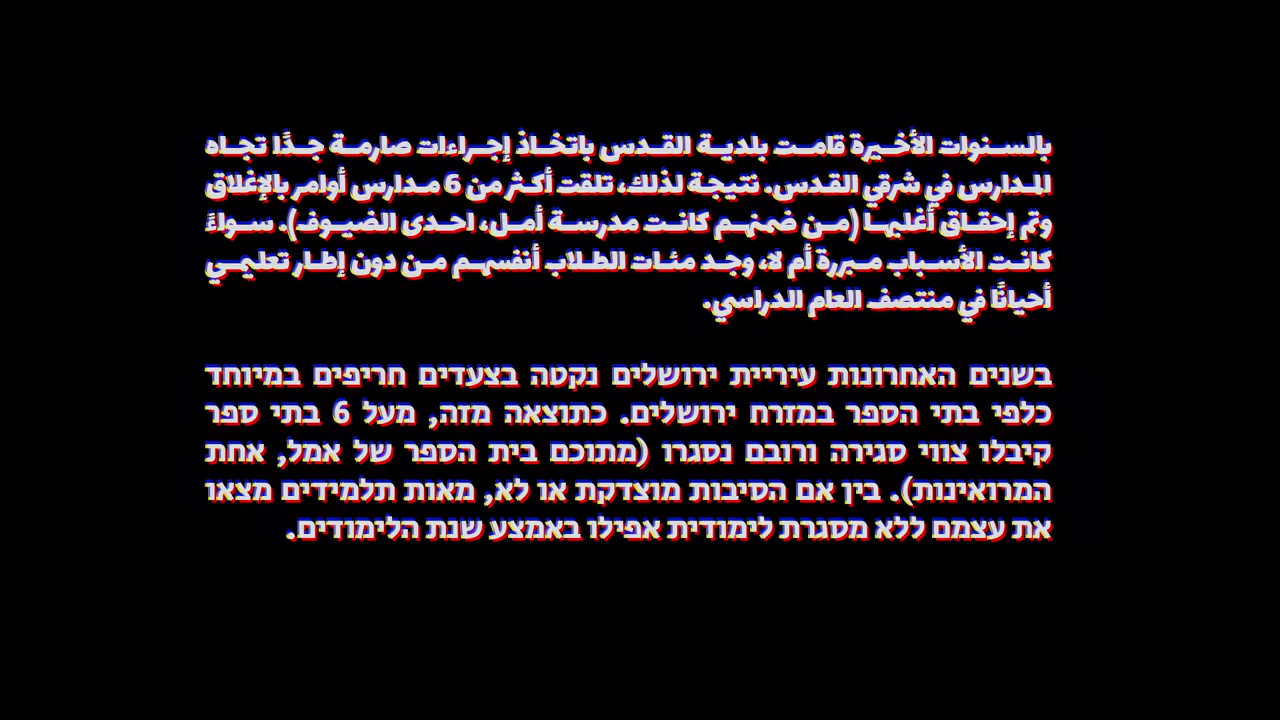 بالسنوات الأخيرة قامت بلدية القدس باتخاذ إجراءات صارمة جدًا تجاه
المدارس في شرقي القدس. نتيجة لذلك، تلقت أكثر من 6 مدارس أوامر بالإغلاق
وتم إحقاق أغليها (من ضمنهم كانت مدرسة أمل، احدى الضيوف). سواءً
كانت الأسباب مبررة أم لا، وجد مئات الطلاب أنفسهم من دون إطار تعليمي
أحيانًا في منتصف العام الدراسي.
בשנים האחרונות עיריית ירושלים נקטה בצעדים חריפים במיוחד
כלפי בתי הספר במזרח ירושלים. כתוצאה מזה, מעל 6 בתי ספר
קיבלו צווי סגירה ורובם נסגרו (מתוכם בית הספר של אמל, אחת
המרואינות). בין אם הסיבות מוצדקת או לא, מאות תלמידים מצאו
את עצמם ללא מסגרת לימודית אפילו באמצע שנת הלימודים.